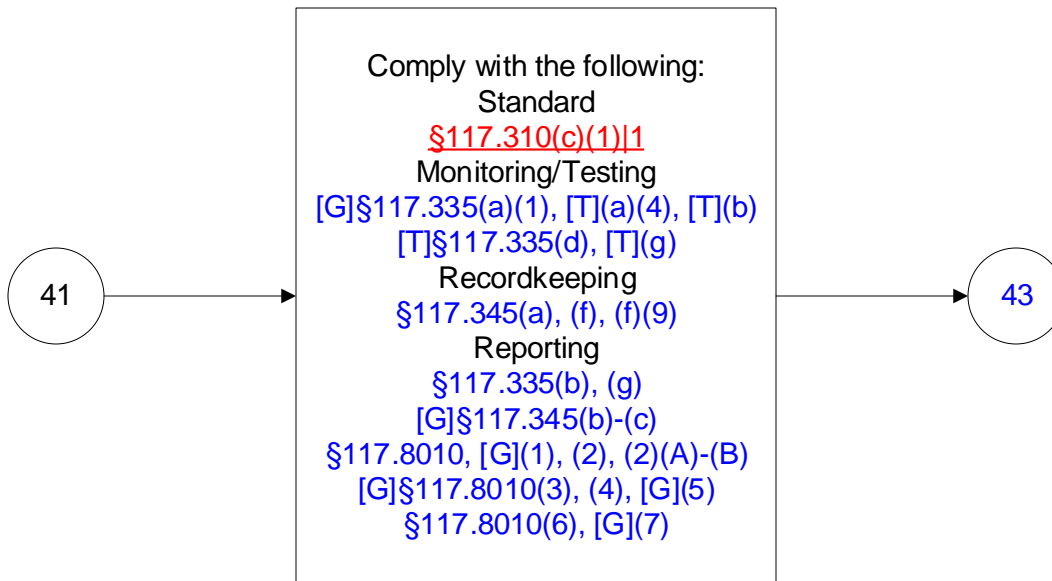 Comply with the following:
Standard
§117.310(c)(1)|1
Monitoring/Testing
[G]§117.335(a)(1), [T](a)(4), [T](b)
[T]§117.335(d), [T](g)
41
Recordkeeping
§117.345(a), (f), (f)(9)
43
Reporting
§117.335(b), (g)
[G]§117.345(b)-(c)
§117.8010, [G](1), (2), (2)(A)-(B)
[G]§117.8010(3), (4), [G](5)
§117.8010(6), [G](7)